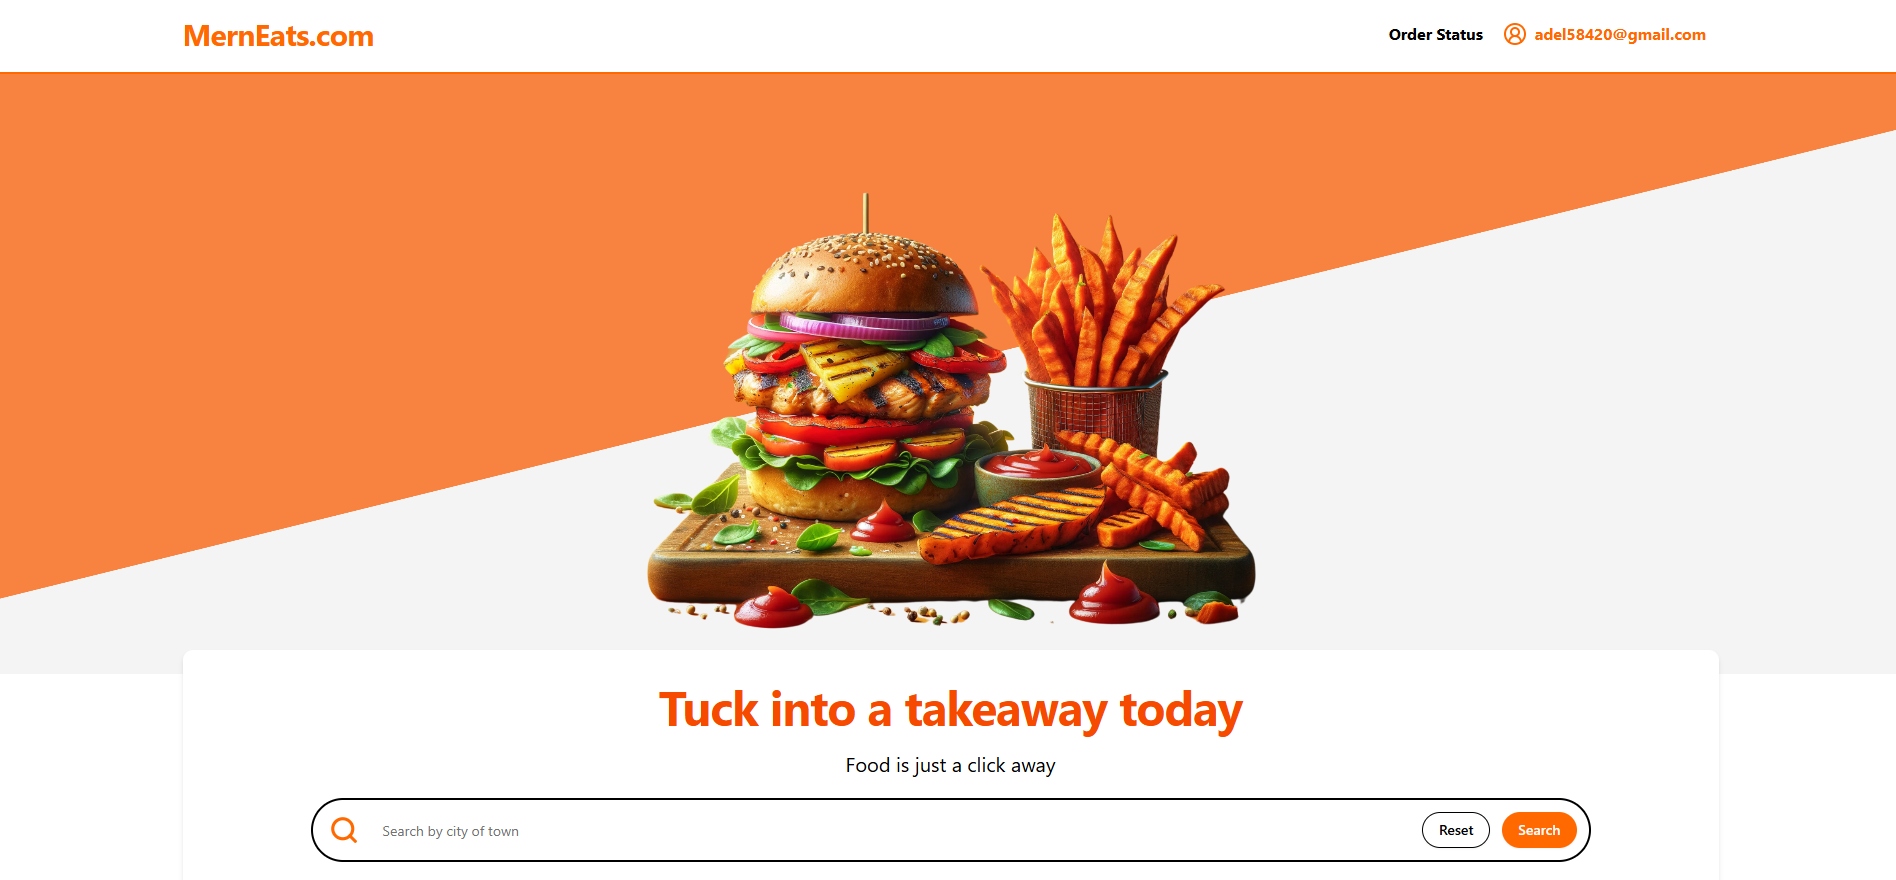 MernEats.com
Order Status
adel58420@gmail.com
Tuck into a takeaway today
Food is just a click away
Search by city of town
Reset
Search